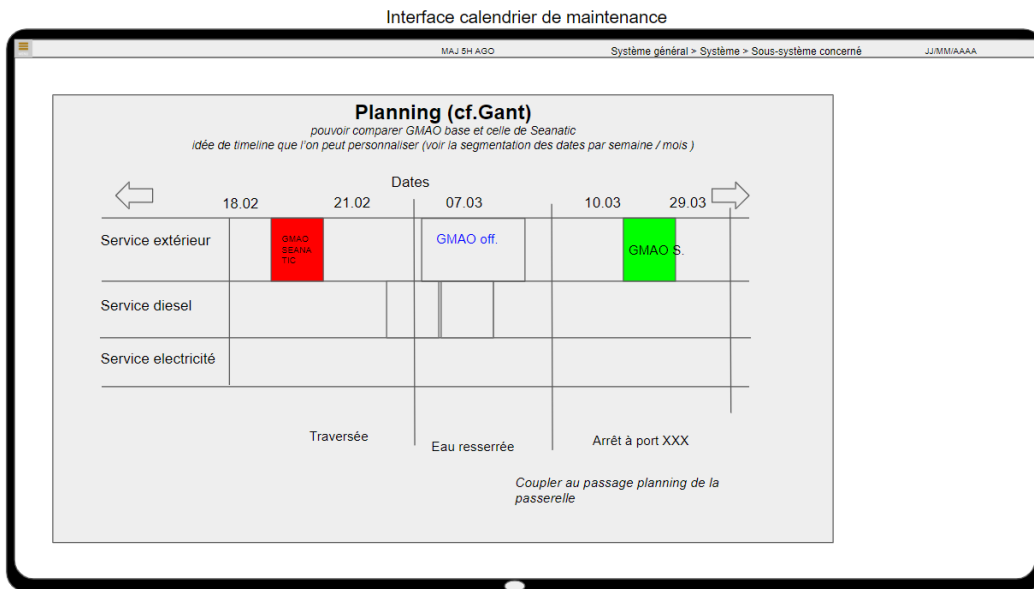 Interface calendrier de maintenance
MAJ 5H AGO
Système général > Système > Sous-système concerné
JJ/MM/AAAA
Planning (cf.Gant)
pouvoir comparer GMAO base et celle de Seanatic
idée de timeline que l'on peut personnaliser (voir la segmentation des dates par semaine / mois )
Dates
18.02 21.02 07.03 10.03 29.03
Service extérieur
GMAO
SEANA
TIC
GMAO off.
GMAO S.
Service diesel
Service electricité
Traversée
Eau resserrée
Arrêt à port XXX
Coupler au passage planning de la
passerelle